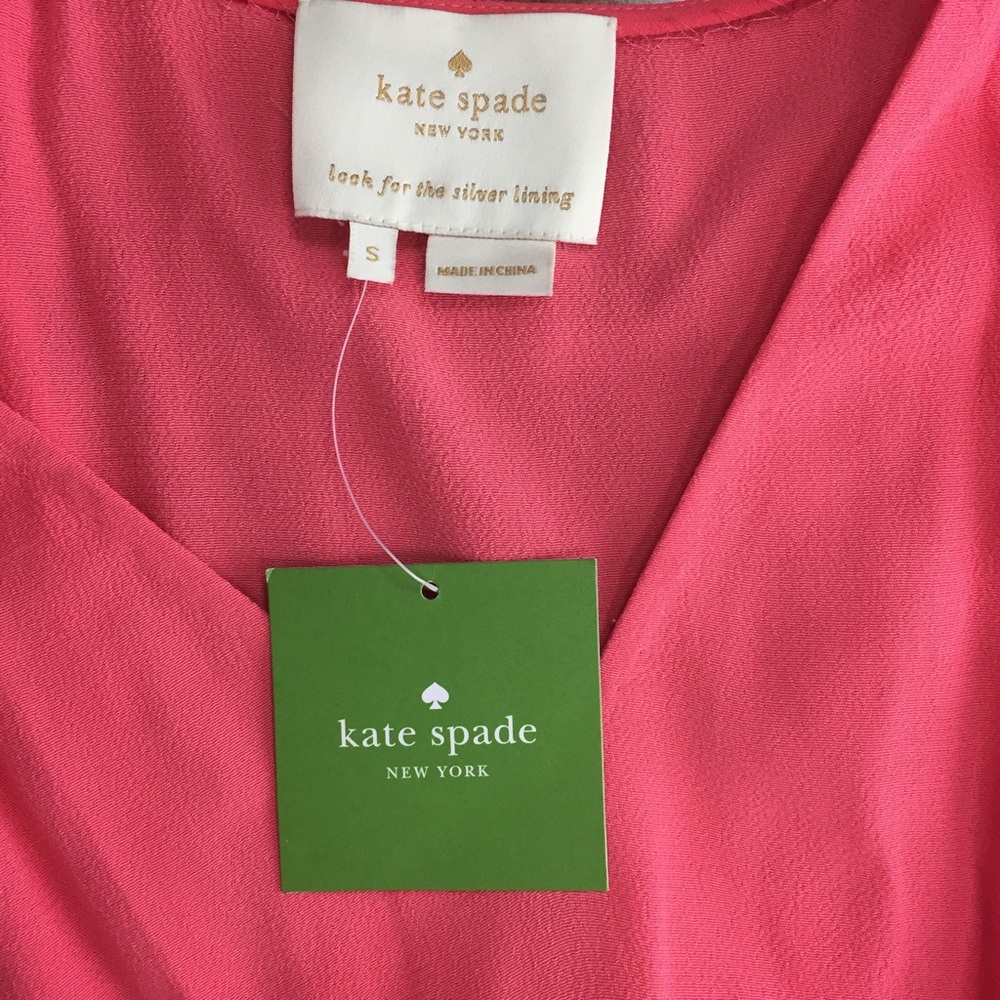 kate spade
NEW YORK
look for the silver lining
S
MADE IN CHINA
kate spade
NEW YORK